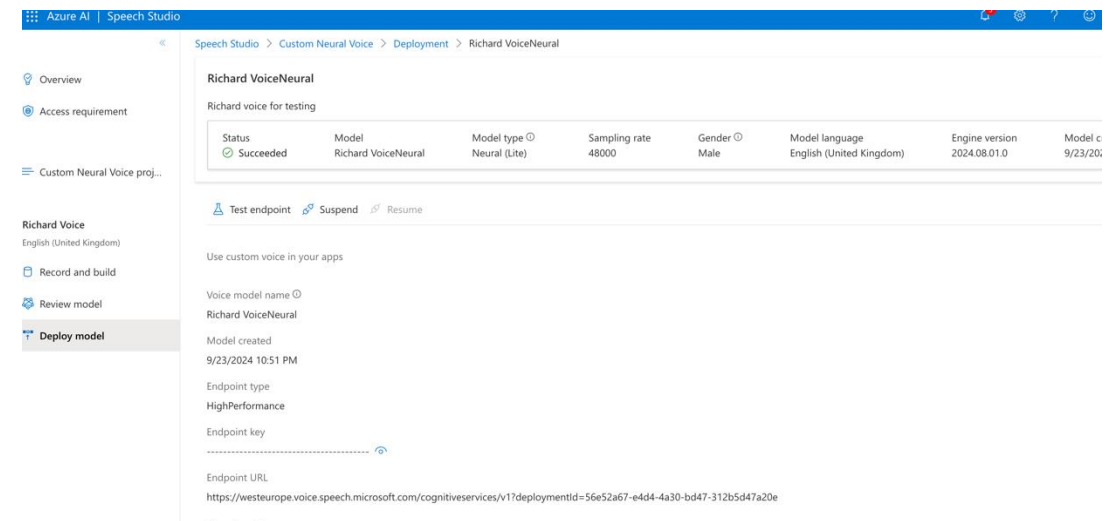 Azure AI | Speech Studio
Speech Studio > Custom Neural Voice > Deployment > Richard VoiceNeural
Overview
Access requirement
Custom Neural Voice proj...
Richard Voice
English (United Kingdom)
Record and build
Review model
Deploy model
Richard VoiceNeural
Richard voice for testing
Status Model Model type Sampling rate Gender Model language Engine version Model c
Succeeded Richard VoiceNeural Neural (Lite) 48000 Male English (United Kingdom) 2024.08.01.0 9/23/202
Test endpoint Suspend Resume
Use custom voice in your apps
Voice model name
Richard VoiceNeural
Model created
9/23/2024 10:51 PM
Endpoint type
HighPerformance
Endpoint key
----------------------------------------
Endpoint URL
https://westeurope.voice.speech.microsoft.com/cognitiveservices/v1?deploymentId=56e52a67-e4d4-4a30-bd47-312b5d47a20e